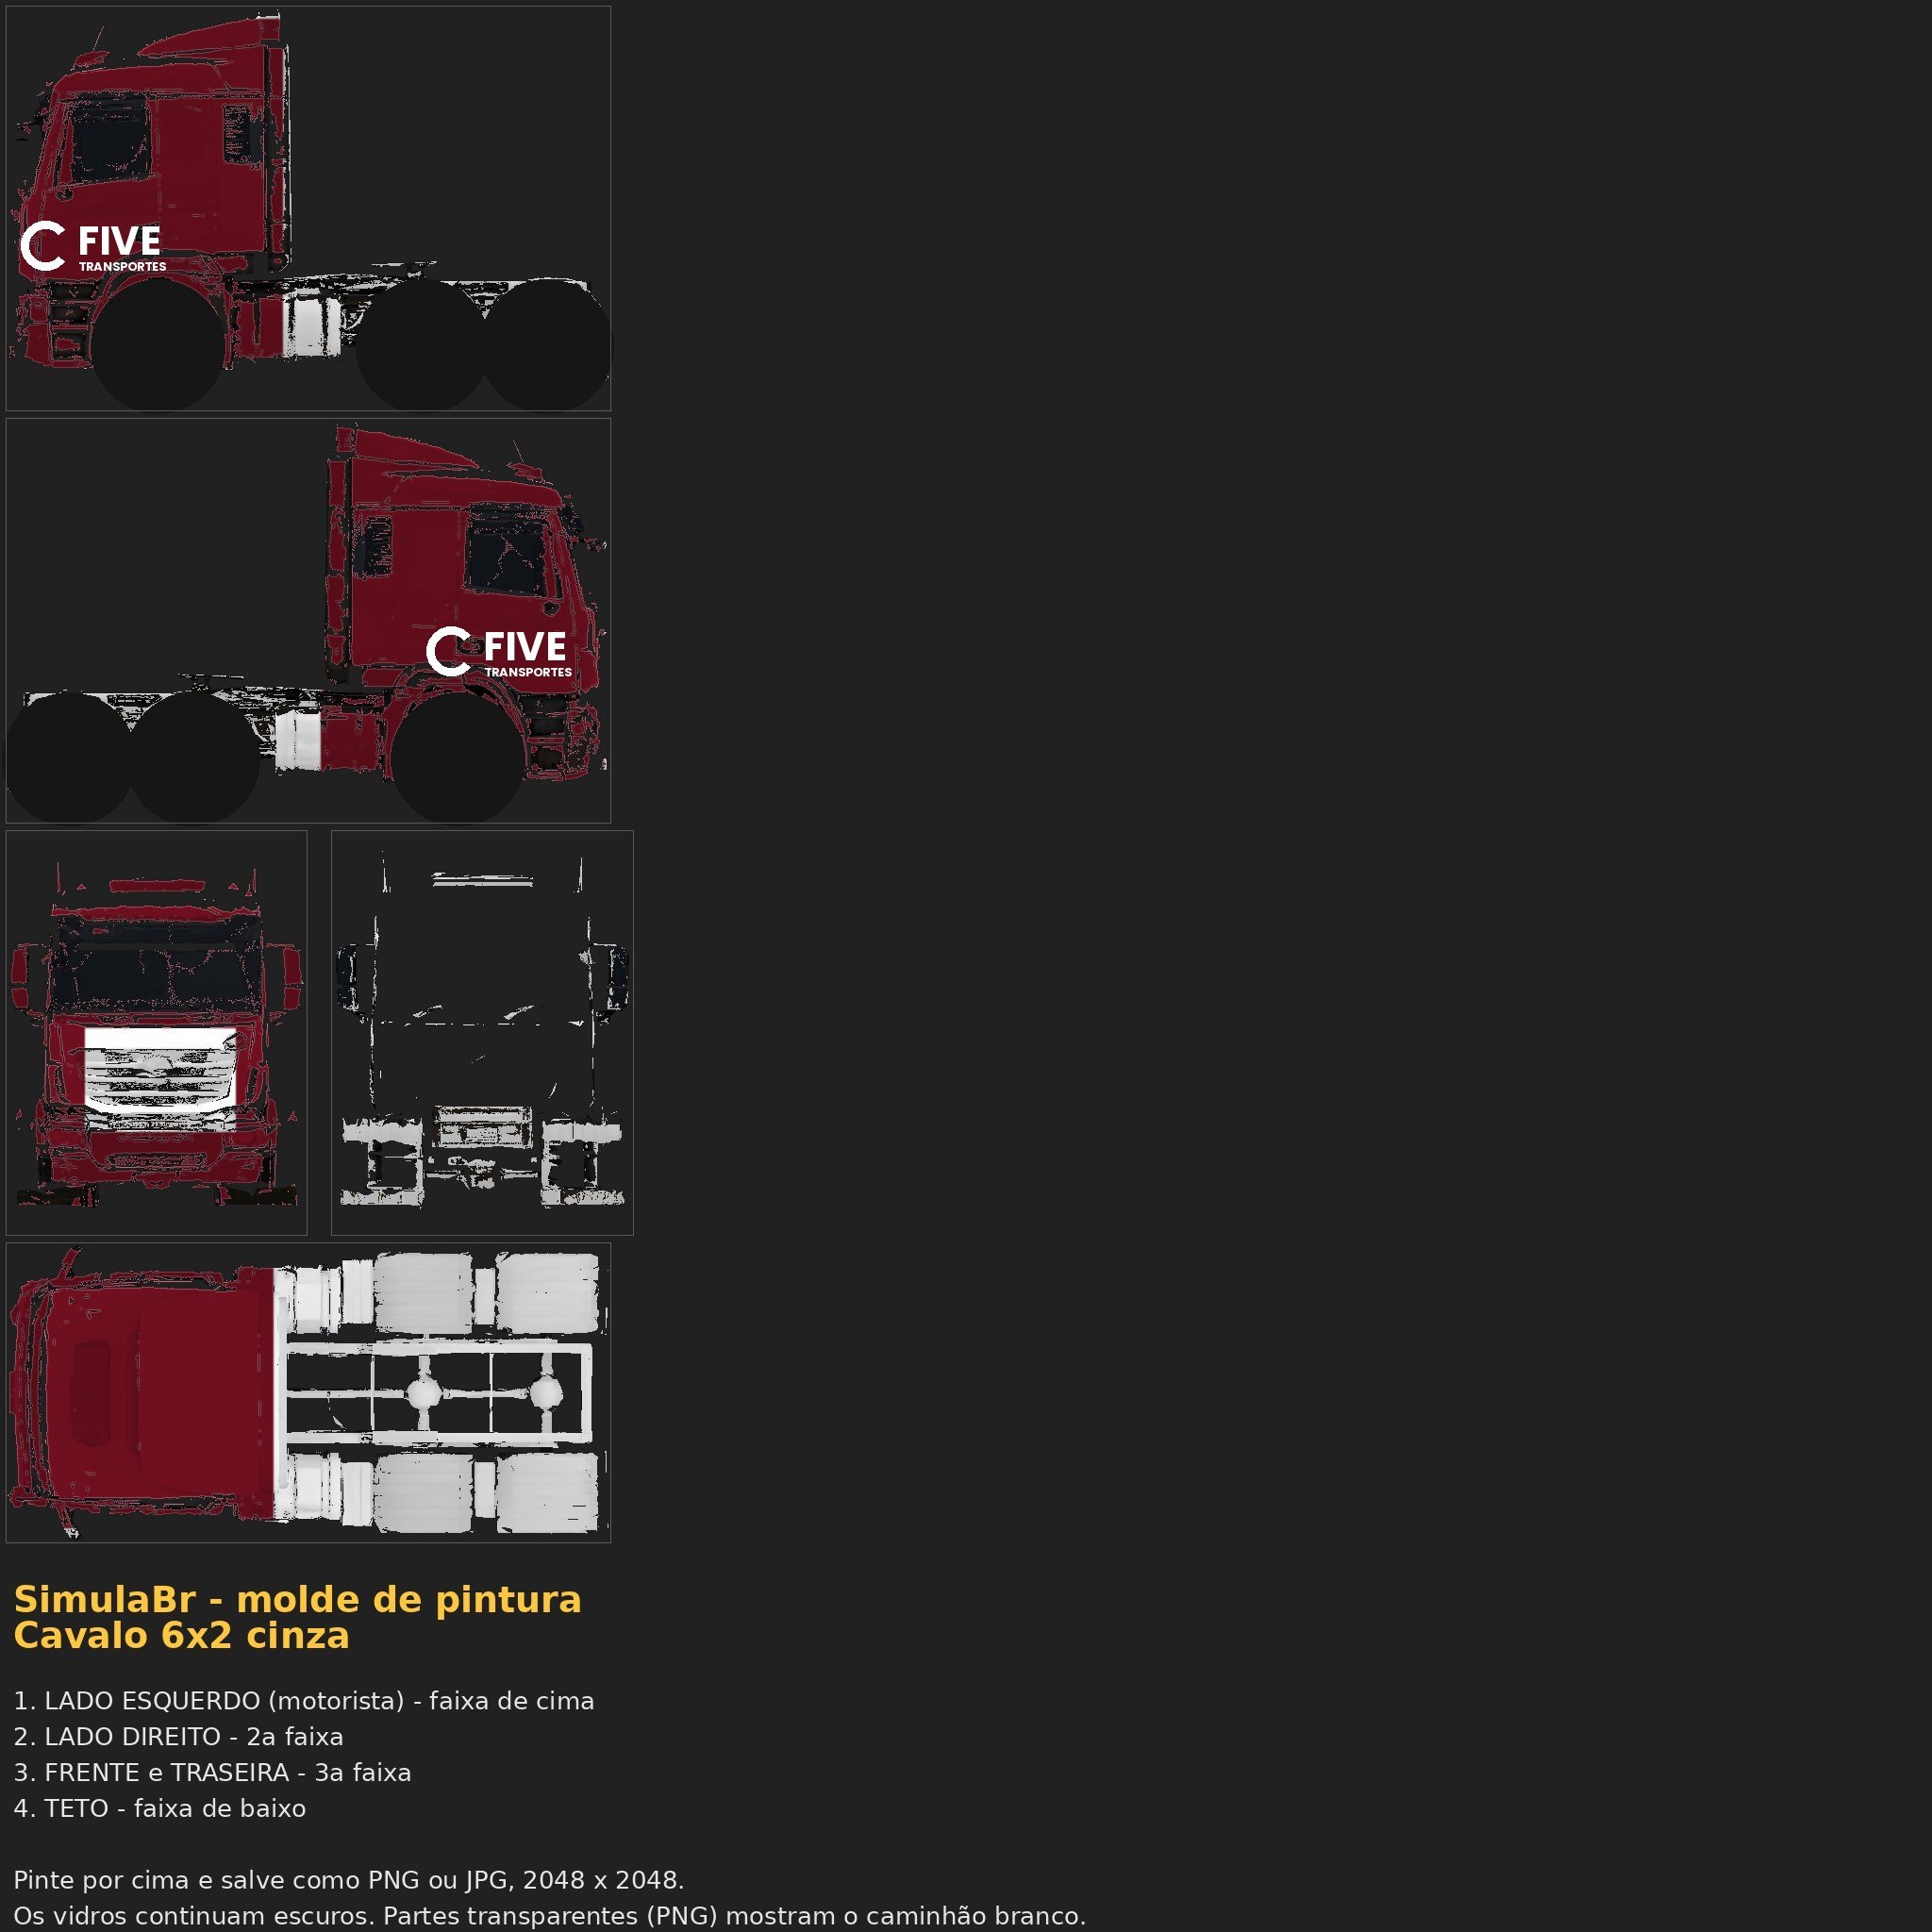 FIVE
TRANSPORTES
FIVE
TRANSPORTES
SimulaBr - molde de pintura
Cavalo 6x2 cinza
1. LADO ESQUERDO (motorista) - faixa de cima
2. LADO DIREITO - 2a faixa
3. FRENTE e TRASEIRA - 3a faixa
4. TETO - faixa de baixo
Pinte por cima e salve como PNG ou JPG, 2048 x 2048.
Os vidros continuam escuros. Partes transparentes (PNG) mostram o caminhão branco.